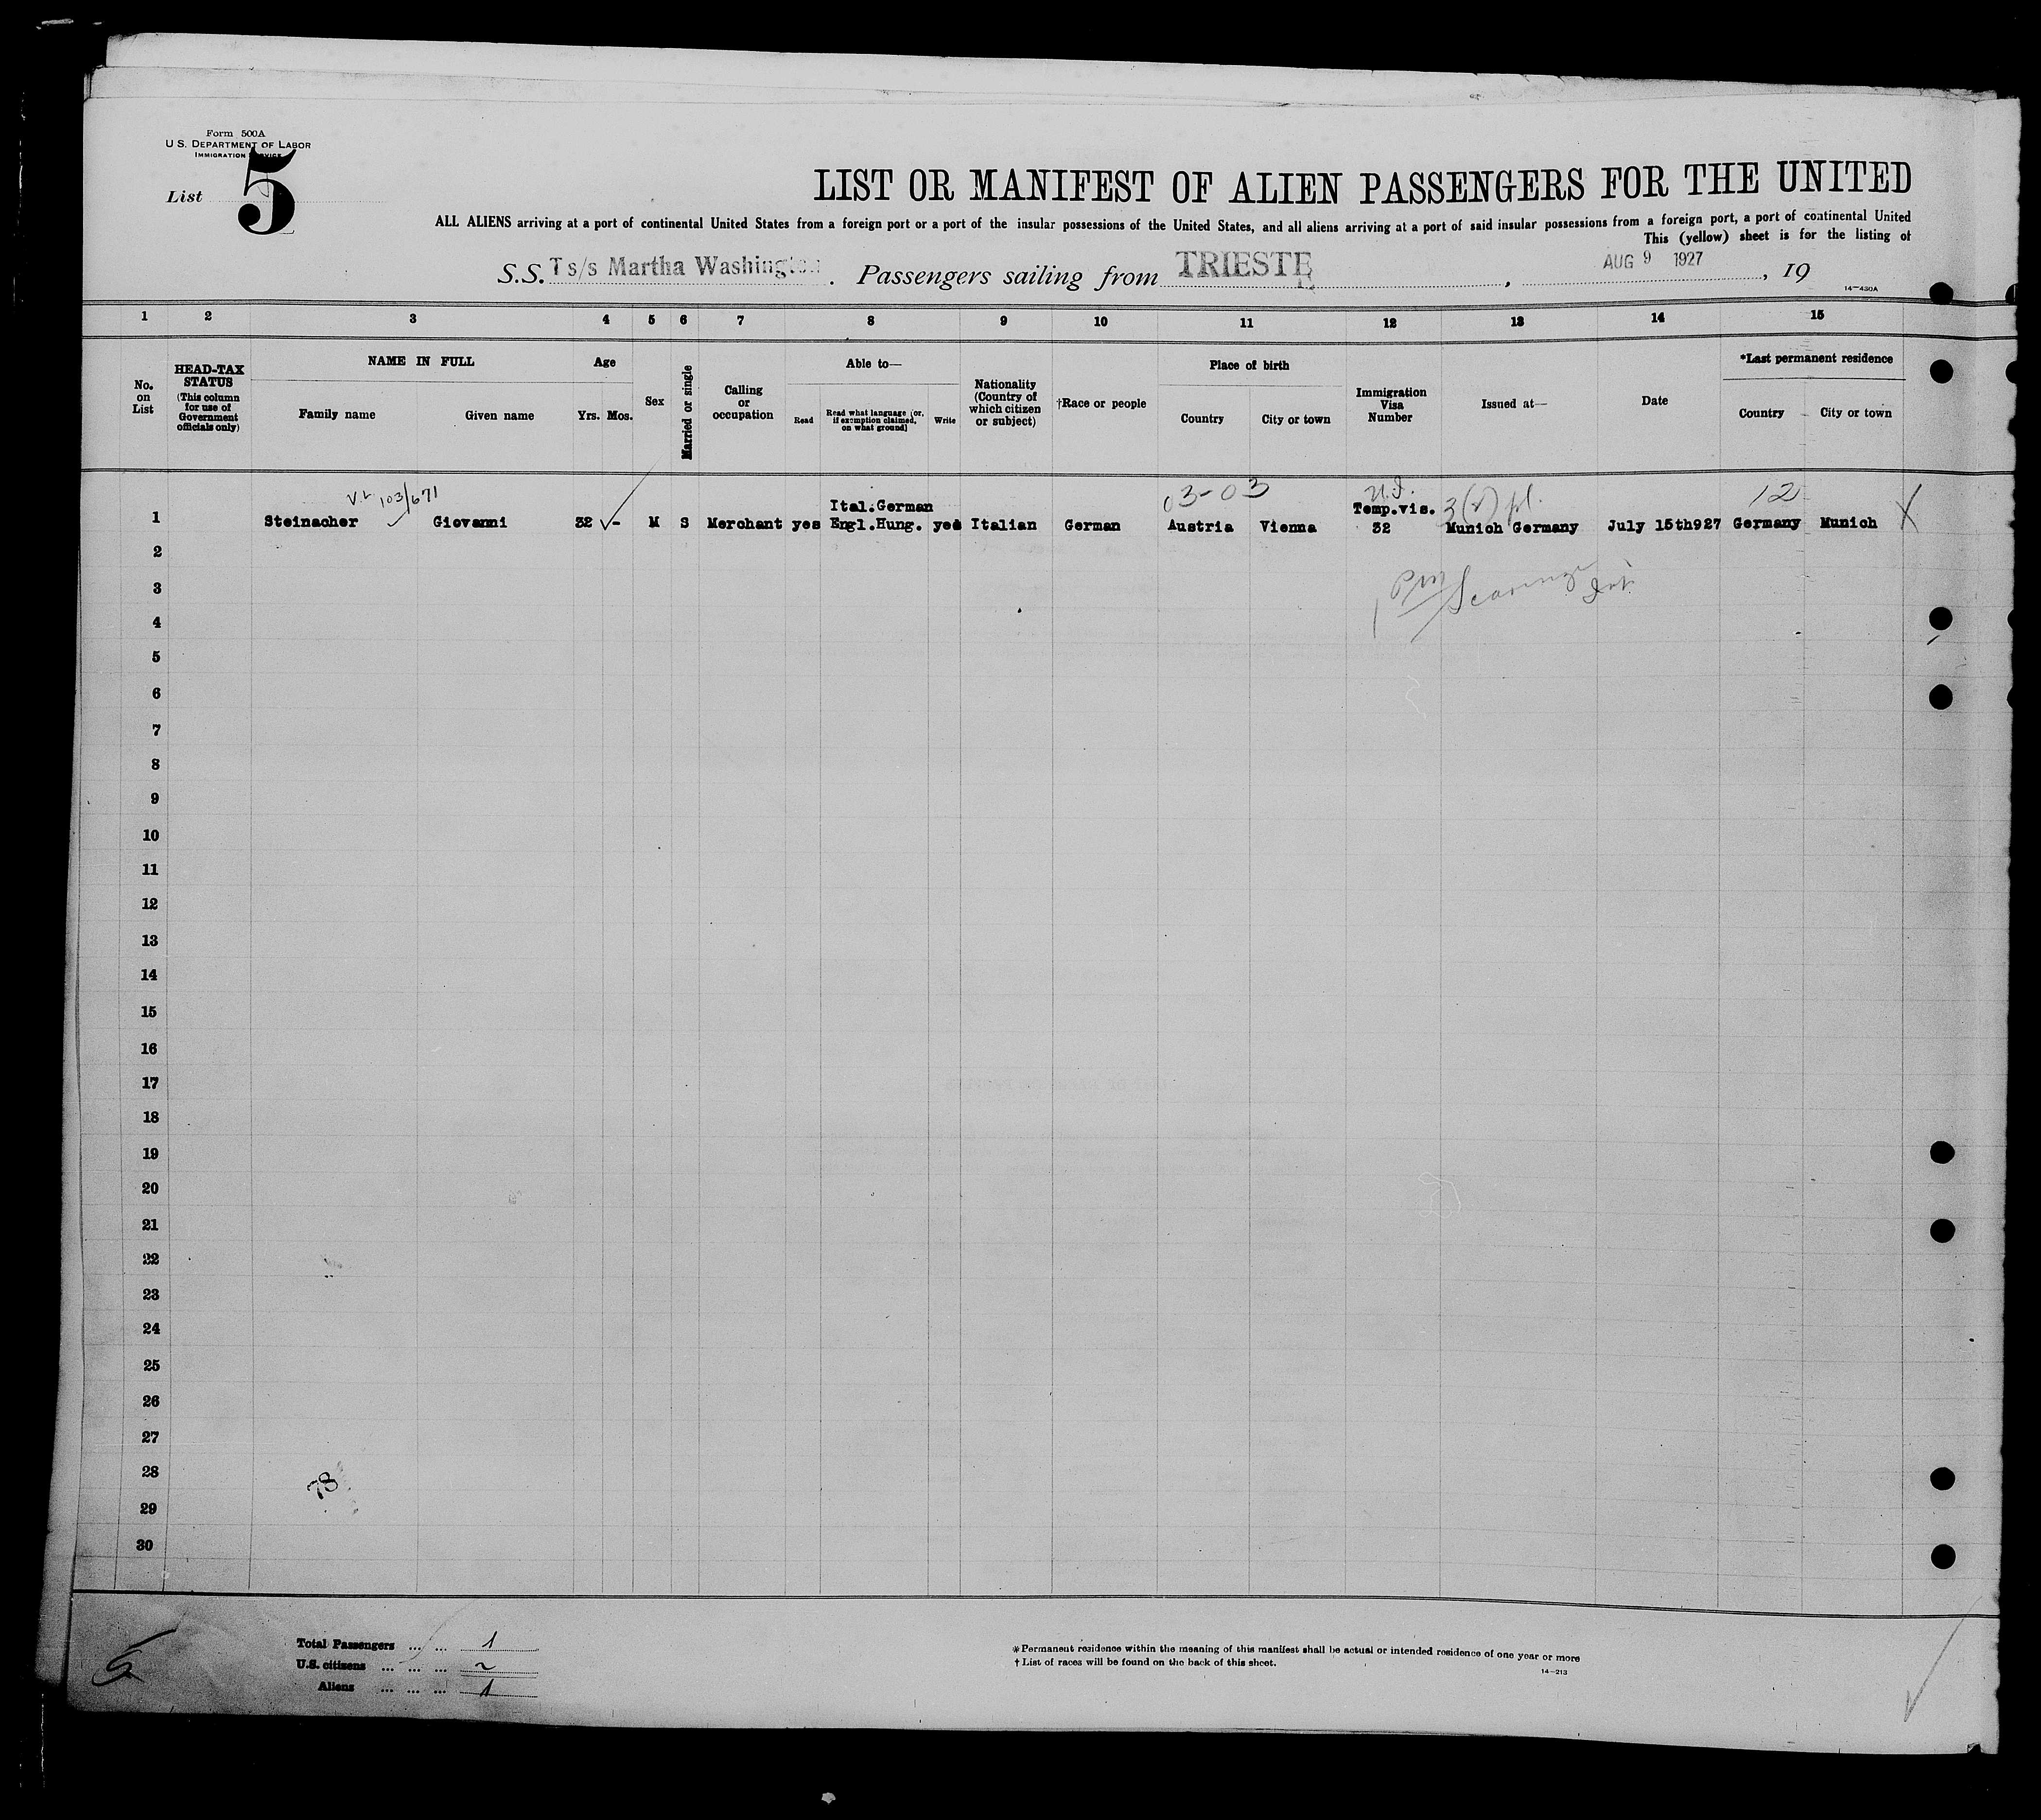 Form 500A
U.S. DEPARTMENT OF LABOR
IMMIGRATION SERVICE
List 5
LIST OR MANIFEST OF ALIEN PASSENGERS FOR THE UNITED
ALL ALIENS arriving at a port of continental United States from a foreign port or a port of the insular possessions of the United States, and all aliens arriving at a port of said insular possessions from a foreign port, a port of continental United
This (yellow) sheet is for the listing of
S.S. Ts/s Martha Washington. Passengers sailing from TRIESTE, AUG 9 1927, 19
14-430A
1 2 3 4 5 6 7 8 9 10 11 12 13 14 15
No. on List
HEAD-TAX STATUS
(This column for use of Government officials only)
NAME IN FULL
Family name Given name
Age
Yrs. Mos.
Sex
Married or single
Calling or occupation
Able to—
Read
Read what language [or, if exemption claimed, on what ground]
Write
Nationality (Country of which citizen or subject)
†Race or people
Place of birth
Country City or town
Immigration Visa Number
Issued at—
Date
*Last permanent residence
Country City or town
103/671 03-03 12
Ital.German Temp.vis.
1 Steinacher Giovanni 32 - M S Merchant yes Engl.Hung. yes Italian German Austria Vienna 32 Munich Germany July 15th927 Germany Munich X
2
3
4
5
6
7
8
9
10
11
12
13
14
15
16
17
18
19
20
21
22
23
24
25
26
27
28
78
29
30
5
Total Passengers ... ... 1
U.S. citizens ... ... ... ~
Aliens ... ... ... 1
*Permanent residence within the meaning of this manifest shall be actual or intended residence of one year or more
†List of races will be found on the back of this sheet.
14-213